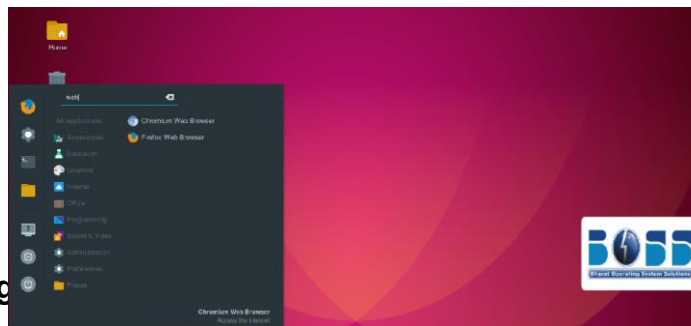 Home
web
All Applications
Chromium Web Browser
Accessories
Firefox Web Browser
Education
Graphics
Internet
Office
Programming
Sound & Video
Administration
Preferences
Places
Chromium Web Browser
Access the Internet
BOSS
Bharat Operating System Solutions
g